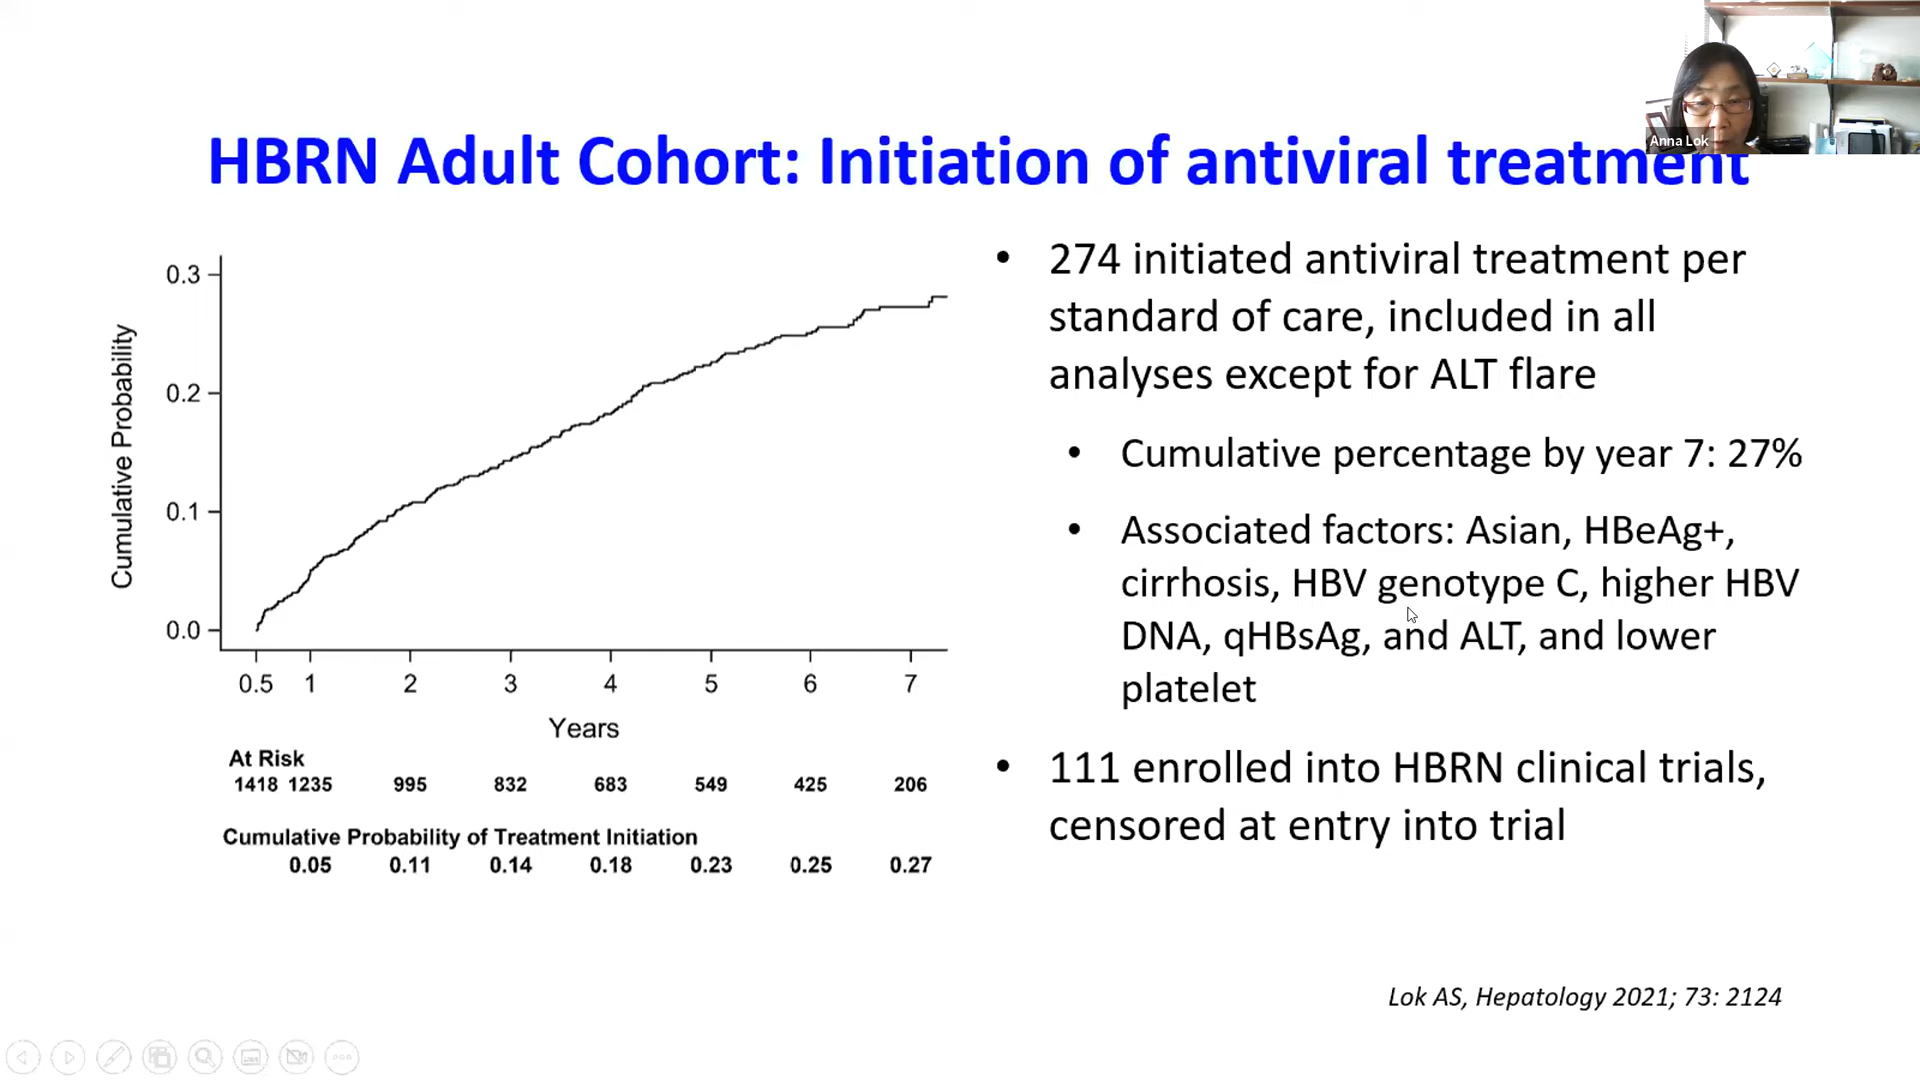 Anna Lok
HBRN Adult Cohort: Initiation of antiviral treatment
0.3
0.2
0.1
0.0
Cumulative Probability
0.5 1 2 3 4 5 6 7
Years
At Risk
1418 1235 995 832 683 549 425 206
Cumulative Probability of Treatment Initiation
0.05 0.11 0.14 0.18 0.23 0.25 0.27
• 274 initiated antiviral treatment per
standard of care, included in all
analyses except for ALT flare
• Cumulative percentage by year 7: 27%
• Associated factors: Asian, HBeAg+,
cirrhosis, HBV genotype C, higher HBV
DNA, qHBsAg, and ALT, and lower
platelet
• 111 enrolled into HBRN clinical trials,
censored at entry into trial
Lok AS, Hepatology 2021; 73: 2124